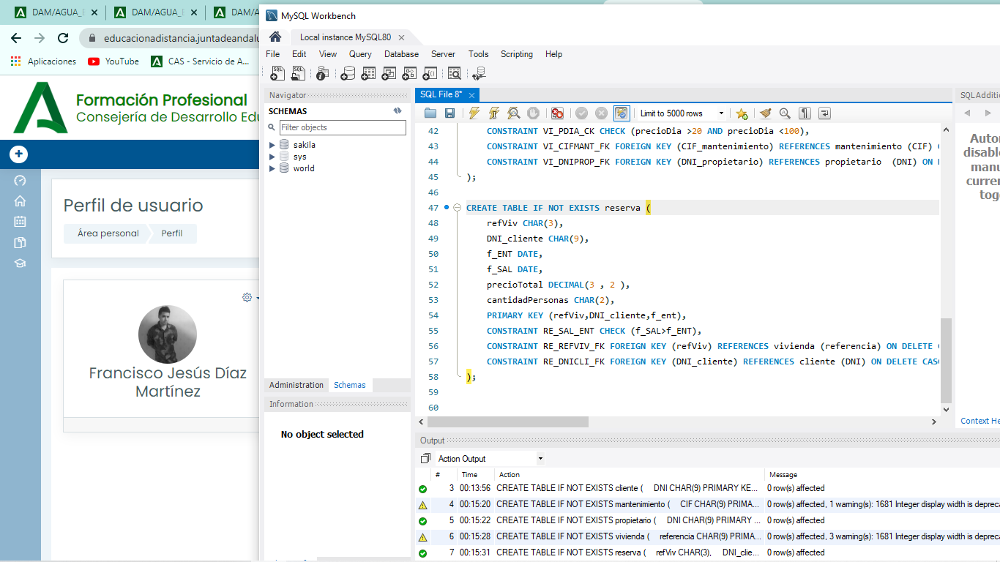 DAM/AGUA_E
DAM/AGUA_E
DAM/AGUA_E
educacionadistancia.juntadeandalu
Aplicaciones
YouTube
CAS - Servicio de A...
Formación Profesional
Consejería de Desarrollo Edu
Perfil de usuario
Área personal
Perfil
Francisco Jesús Díaz
Martínez
MySQL Workbench
Local instance MySQL80
File Edit View Query Database Server Tools Scripting Help
Navigator
SCHEMAS
Filter objects
sakila
sys
world
Administration Schemas
Information
No object selected
SQL File 8*
Limit to 5000 rows
42 CONSTRAINT VI_PDIA_CK CHECK (precioDia >20 AND precioDia <100),
43 CONSTRAINT VI_CIFMANT_FK FOREIGN KEY (CIF_mantenimiento) REFERENCES mantenimiento (CIF)
44 CONSTRAINT VI_DNIPROP_FK FOREIGN KEY (DNI_propietario) REFERENCES propietario (DNI) ON
45 );
46
47 CREATE TABLE IF NOT EXISTS reserva (
48 refViv CHAR(3),
49 DNI_cliente CHAR(9),
50 f_ENT DATE,
51 f_SAL DATE,
52 precioTotal DECIMAL(3 , 2 ),
53 cantidadPersonas CHAR(2),
54 PRIMARY KEY (refViv,DNI_cliente,f_ent),
55 CONSTRAINT RE_SAL_ENT CHECK (f_SAL>f_ENT),
56 CONSTRAINT RE_REFVIV_FK FOREIGN KEY (refViv) REFERENCES vivienda (referencia) ON DELETE
57 CONSTRAINT RE_DNICLI_FK FOREIGN KEY (DNI_cliente) REFERENCES cliente (DNI) ON DELETE CAS
58 );
59
60
SQLAdditio
Autor
disable
manu
curren
tog
Context He
Output
Action Output
# Time Action Message
3 00:13:56 CREATE TABLE IF NOT EXISTS cliente ( DNI CHAR(9) PRIMARY KE... 0 row(s) affected
4 00:15:20 CREATE TABLE IF NOT EXISTS mantenimiento ( CIF CHAR(9) PRIMA... 0 row(s) affected, 1 warning(s): 1681 Integer display width is depreca
5 00:15:22 CREATE TABLE IF NOT EXISTS propietario ( DNI CHAR(9) PRIMARY ... 0 row(s) affected
6 00:15:28 CREATE TABLE IF NOT EXISTS vivienda ( referencia CHAR(9) PRIMA... 0 row(s) affected, 3 warning(s): 1681 Integer display width is depreca
7 00:15:31 CREATE TABLE IF NOT EXISTS reserva ( refViv CHAR(3), DNI_clie... 0 row(s) affected